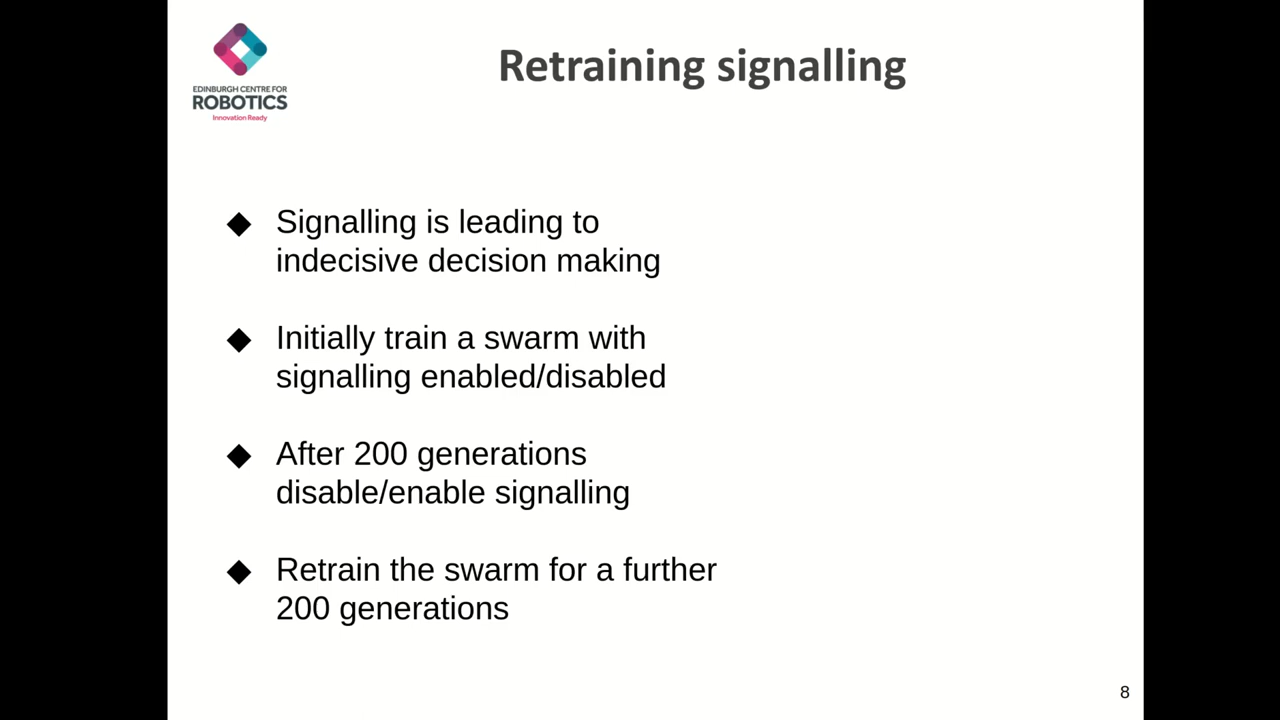 EDINBURGH CENTRE FOR
ROBOTICS
Innovation Ready
Retraining signalling
Signalling is leading to
indecisive decision making
Initially train a swarm with
signalling enabled/disabled
After 200 generations
disable/enable signalling
Retrain the swarm for a further
200 generations
8